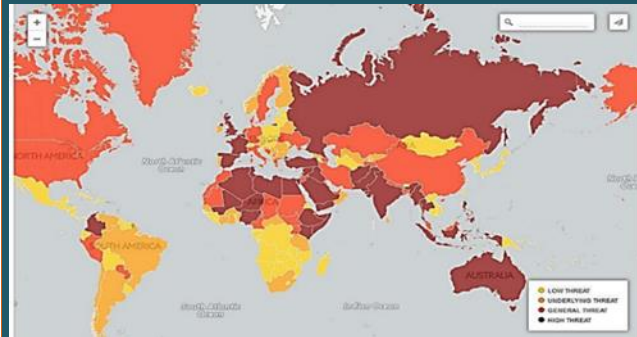 +
−
NORTH AMERICA
North Atlantic
Ocean
AFRICA
SOUTH AMERICA
South Atlantic
Ocean
Indian Ocean
AUSTRALIA
LOW THREAT
UNDERLYING THREAT
GENERAL THREAT
HIGH THREAT